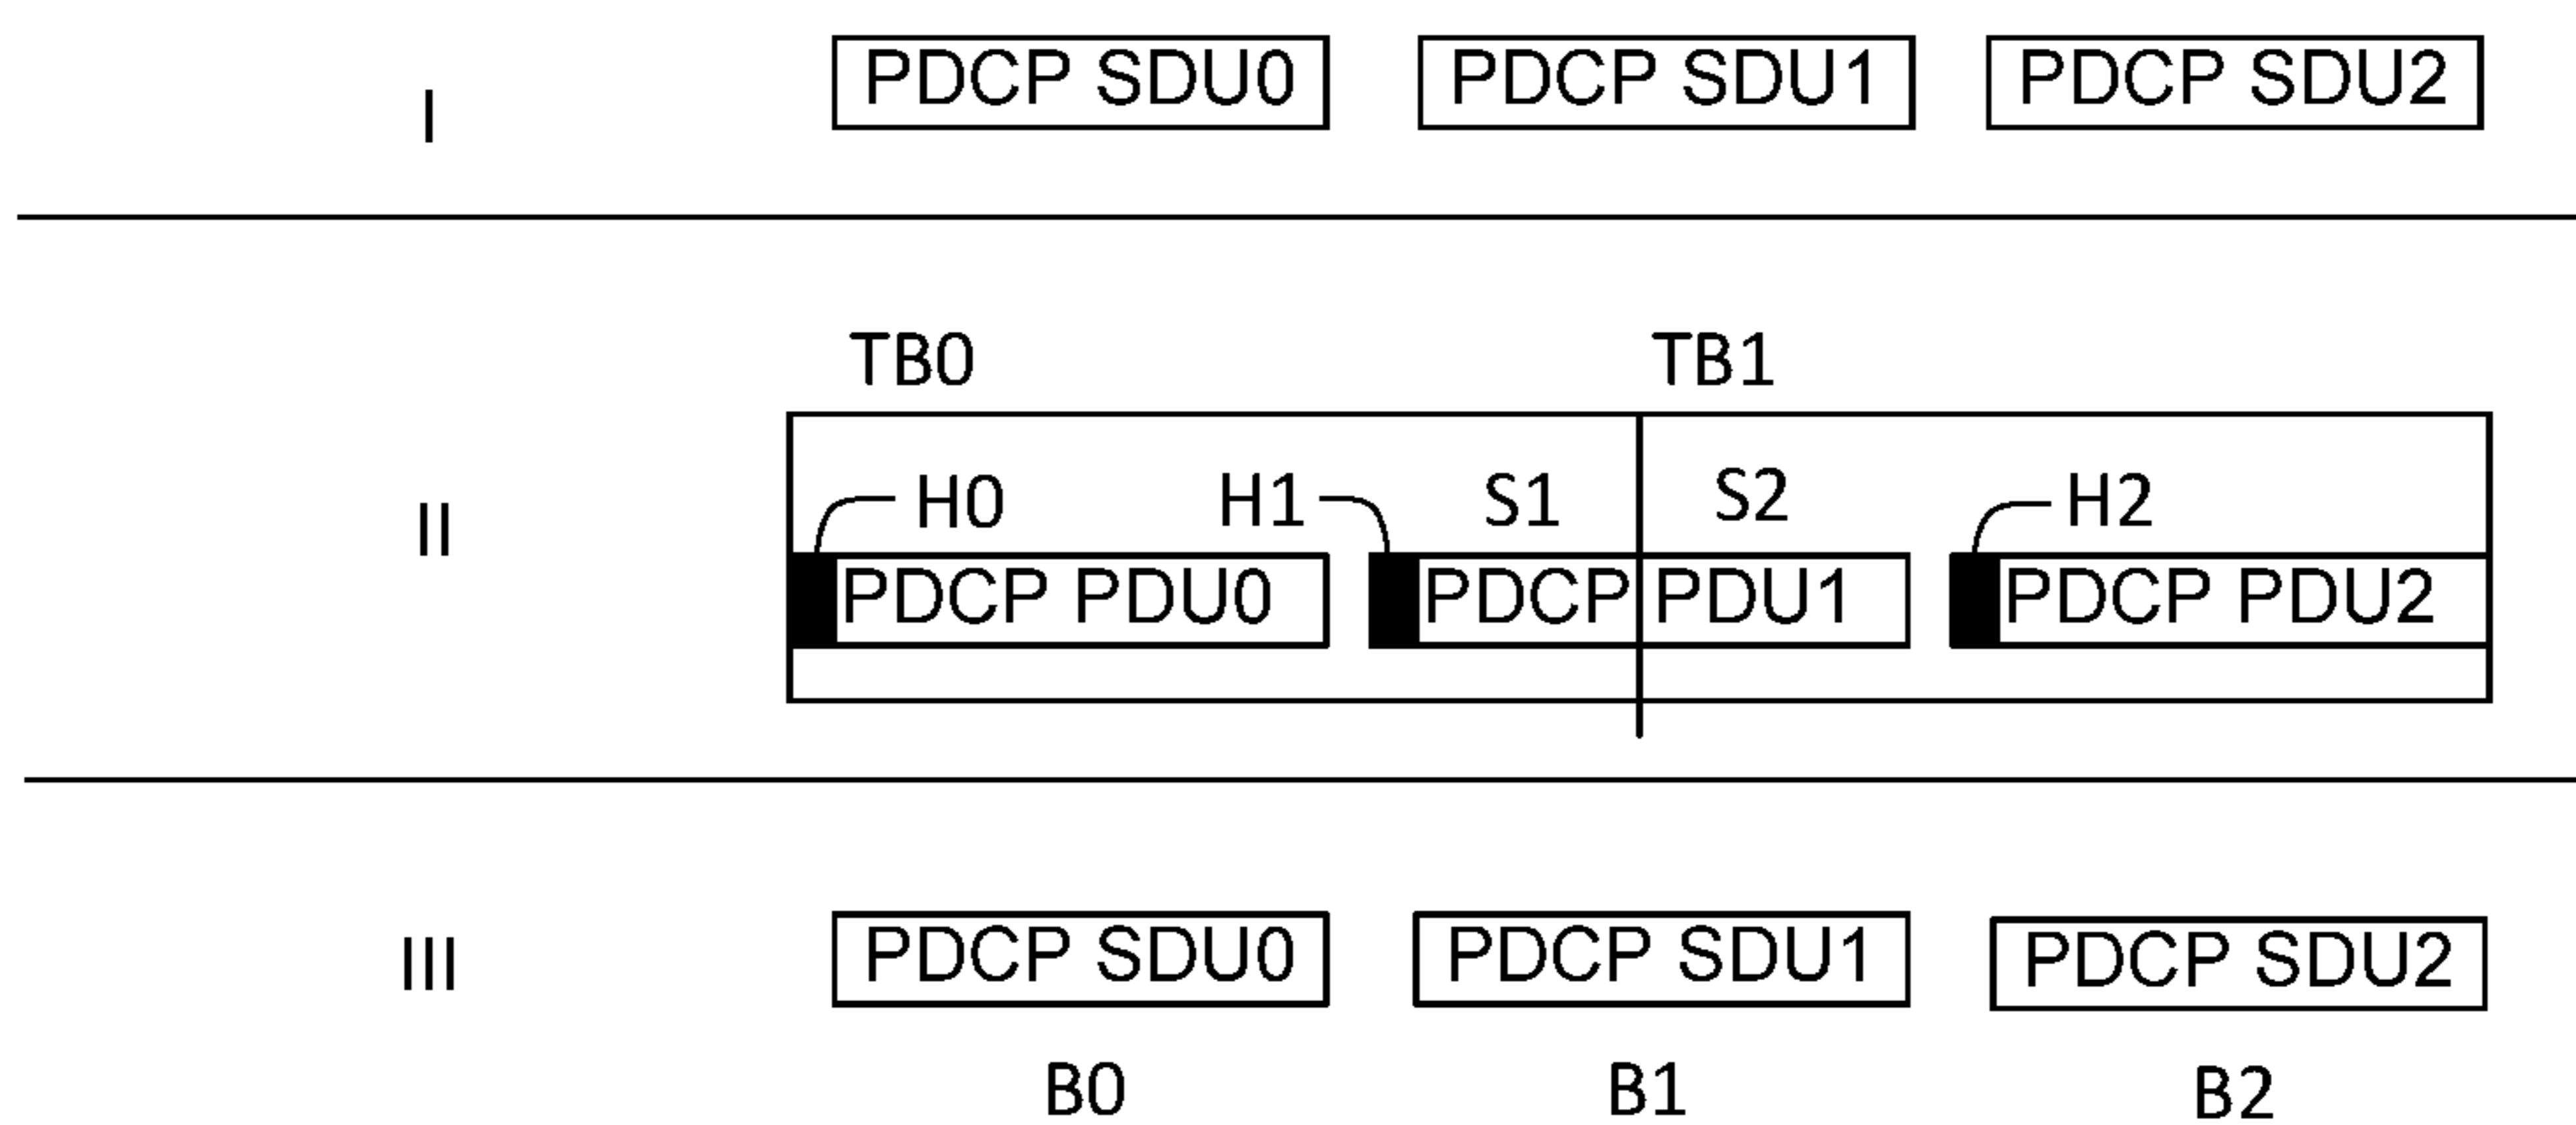 I PDCP SDU0 PDCP SDU1 PDCP SDU2
TB0 TB1
H0 H1 S1 S2 H2
II PDCP PDU0 PDCP PDU1 PDCP PDU2
III PDCP SDU0 PDCP SDU1 PDCP SDU2
B0 B1 B2